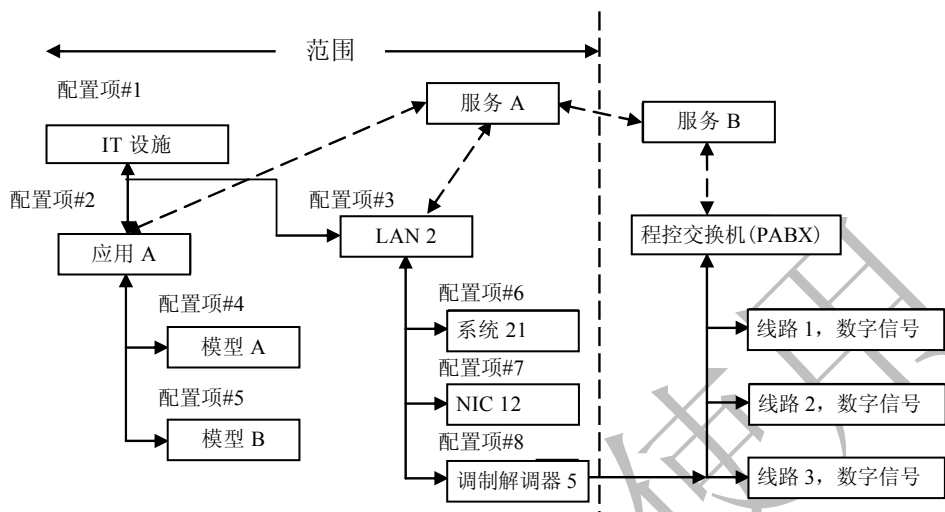 范围
配置项#1
服务 A
服务 B
IT 设施
配置项#2
配置项#3
应用 A
LAN 2
程控交换机（PABX）
配置项#4
配置项#6
模型 A
系统 21
线路 1，数字信号
配置项#5
配置项#7
模型 B
NIC 12
线路 2，数字信号
配置项#8
调制解调器 5
线路 3，数字信号
使用